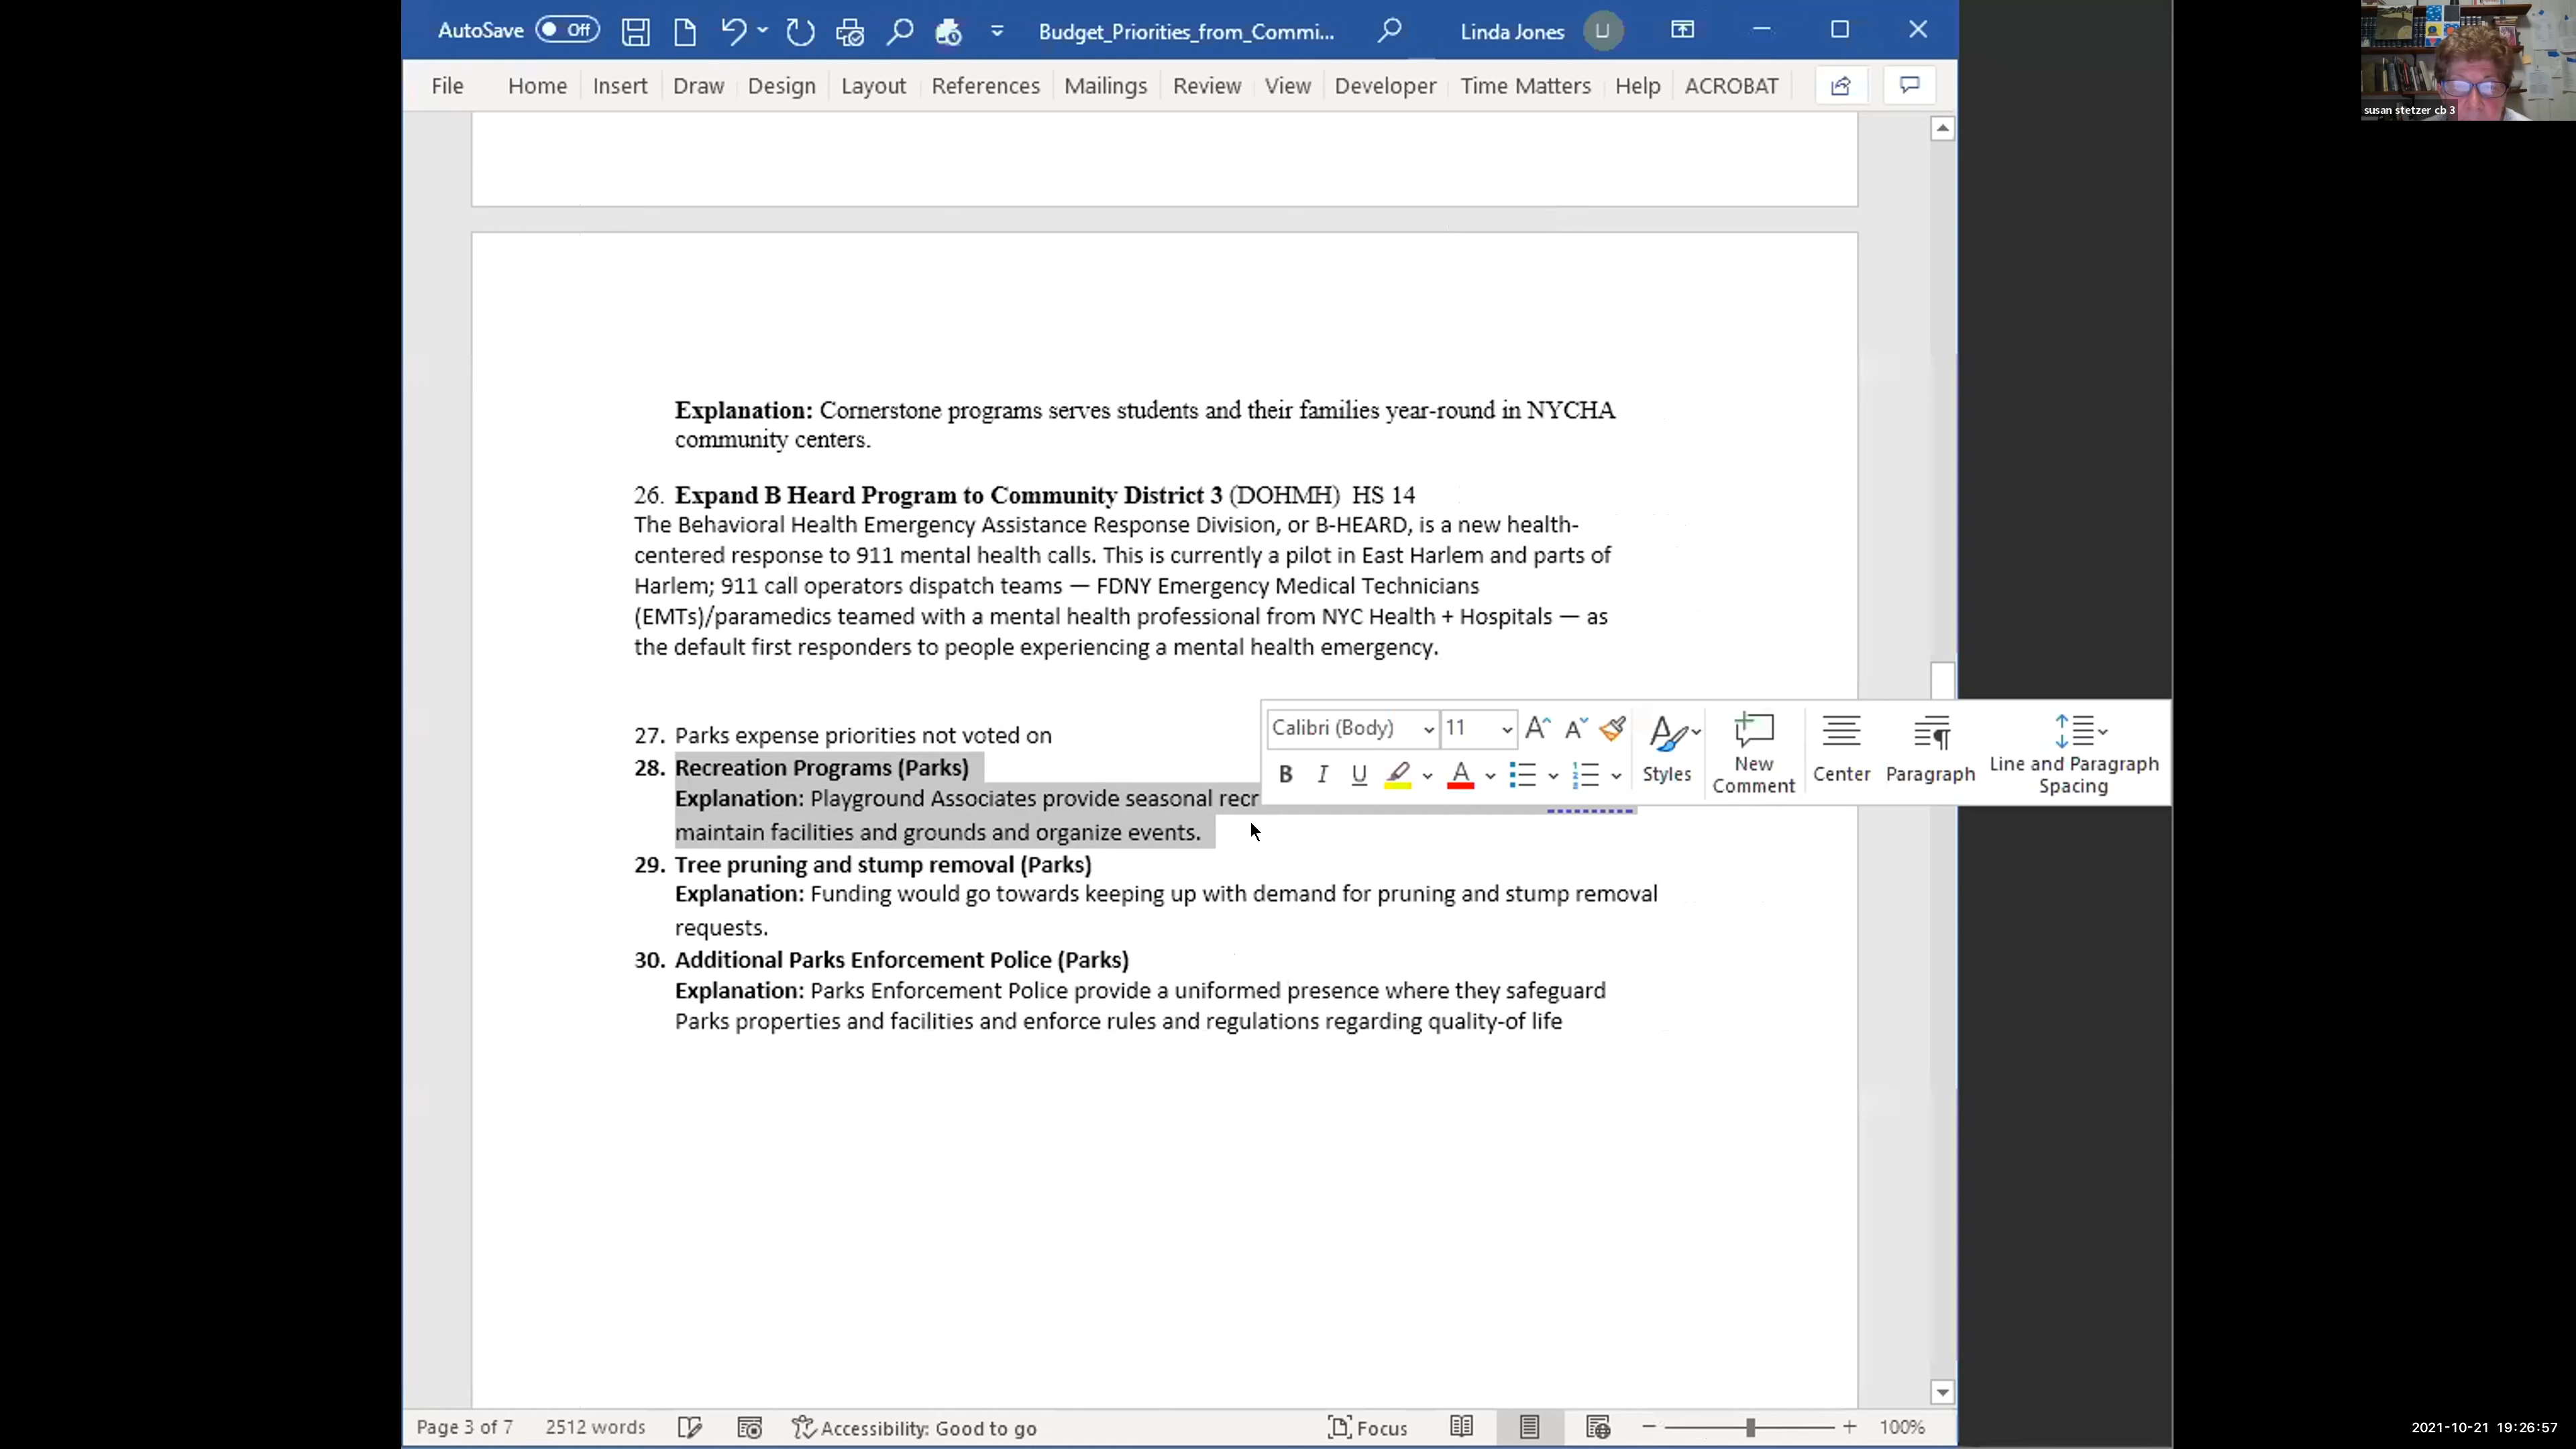 AutoSave Off Budget_Priorities_from_Commi... Linda Jones U
File Home Insert Draw Design Layout References Mailings Review View Developer Time Matters Help ACROBAT
susan stetzer cb 3
Explanation: Cornerstone programs serves students and their families year-round in NYCHA
community centers.
26. Expand B Heard Program to Community District 3 (DOHMH) HS 14
The Behavioral Health Emergency Assistance Response Division, or B-HEARD, is a new health-
centered response to 911 mental health calls. This is currently a pilot in East Harlem and parts of
Harlem; 911 call operators dispatch teams — FDNY Emergency Medical Technicians
(EMTs)/paramedics teamed with a mental health professional from NYC Health + Hospitals — as
the default first responders to people experiencing a mental health emergency.
27. Parks expense priorities not voted on
28. Recreation Programs (Parks)
Explanation: Playground Associates provide seasonal recr
maintain facilities and grounds and organize events.
Calibri (Body) 11
B I U A Styles New Comment Center Paragraph Line and Paragraph Spacing
29. Tree pruning and stump removal (Parks)
Explanation: Funding would go towards keeping up with demand for pruning and stump removal
requests.
30. Additional Parks Enforcement Police (Parks)
Explanation: Parks Enforcement Police provide a uniformed presence where they safeguard
Parks properties and facilities and enforce rules and regulations regarding quality-of life
Page 3 of 7 2512 words Accessibility: Good to go Focus 100%
2021-10-21 19:26:57